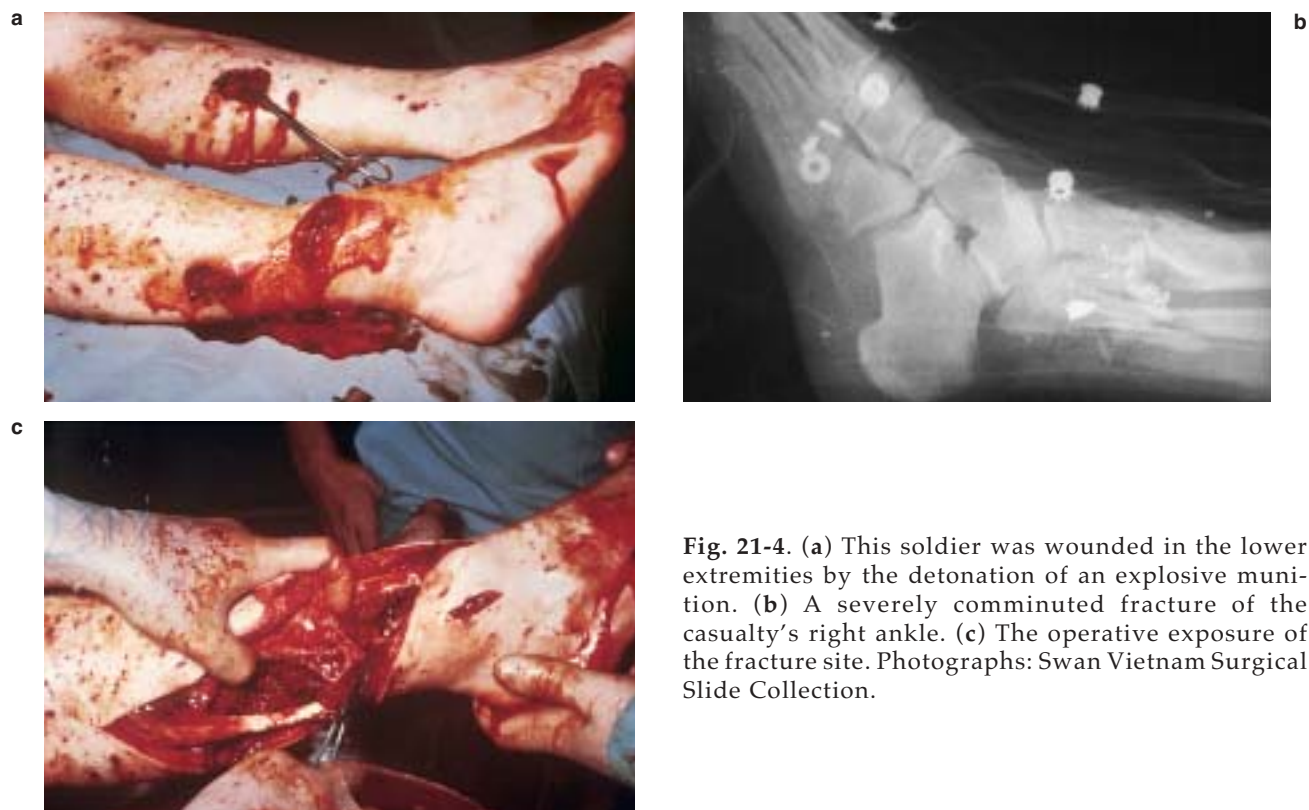 a
b
c
Fig. 21-4. (a) This soldier was wounded in the lower
extremities by the detonation of an explosive muni-
tion. (b) A severely comminuted fracture of the
casualty's right ankle. (c) The operative exposure of
the fracture site. Photographs: Swan Vietnam Surgical
Slide Collection.